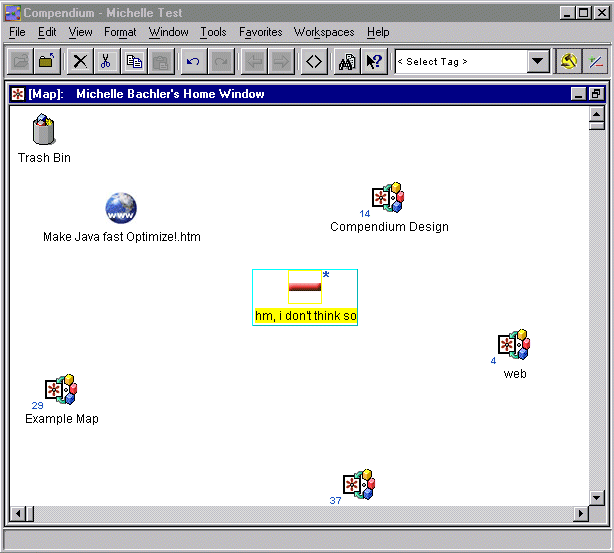 Compendium - Michelle Test
File Edit View Format Window Tools Favorites Workspaces Help
< Select Tag >
[Map]: Michelle Bachler's Home Window
Trash Bin
WWW
Make Java fast Optimize!.htm
14
Compendium Design
*
hm, i don't think so
4
web
29
Example Map
37